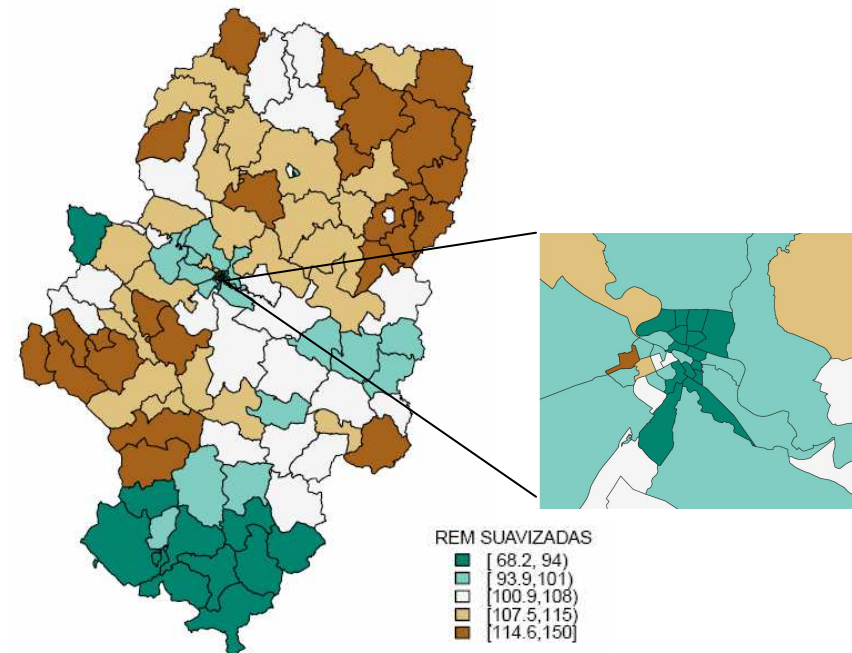 REM SUAVIZADAS
[ 68.2, 94)
[ 93.9,101)
[100.9,108)
[107.5,115)
[114.6,150]